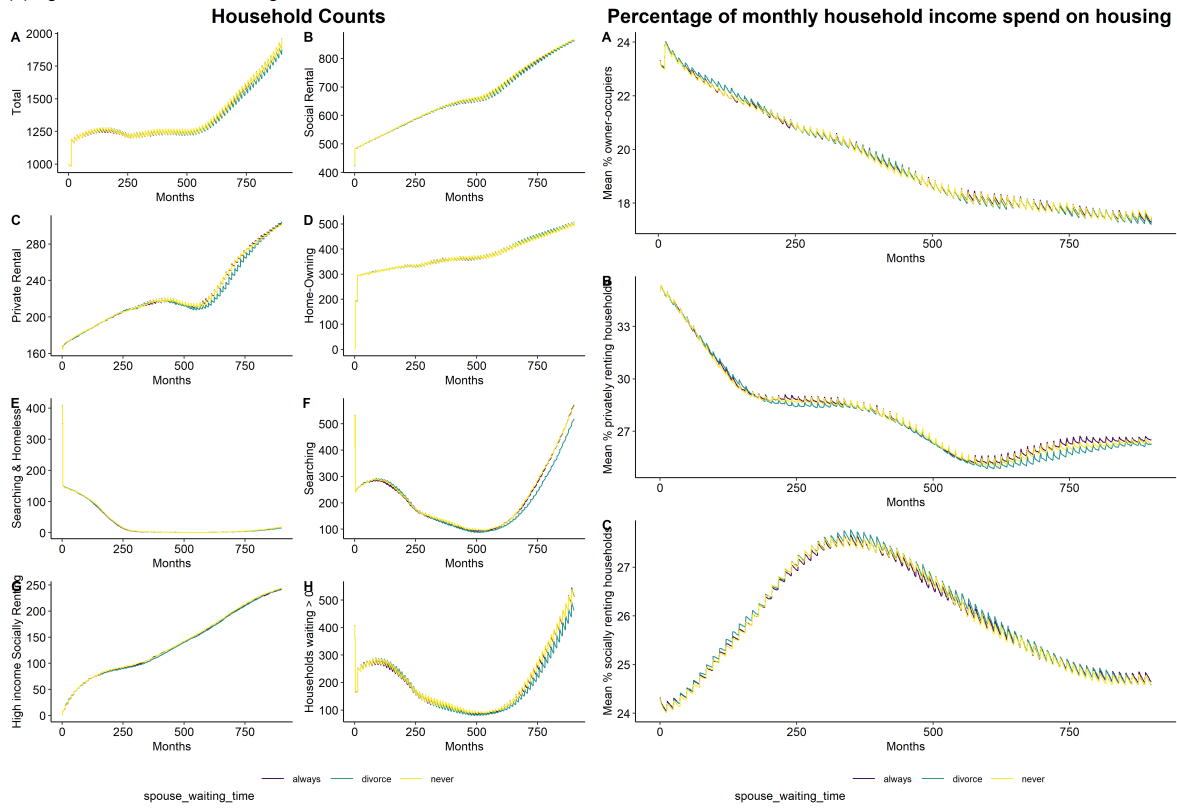 Household Counts
A
2000
1750
1500
1250
1000
Total
0 250 500 750
Months
B
800
700
600
500
400
Social Rental
0 250 500 750
Months
C
280
240
200
160
Private Rental
0 250 500 750
Months
D
500
400
300
200
100
0
Home-Owning
0 250 500 750
Months
E
400
300
200
100
0
Searching & Homeless
0 250 500 750
Months
F
500
400
300
200
100
Searching
0 250 500 750
Months
G
250
200
150
100
50
0
High income Socially Renting
0 250 500 750
Months
H
500
400
300
200
100
Households waiting > 0
0 250 500 750
Months
always divorce never
spouse_waiting_time
Percentage of monthly household income spend on housing
A
24
22
20
18
Mean % owner-occupiers
0 250 500 750
Months
B
33
30
27
Mean % privately renting households
0 250 500 750
Months
C
27
26
25
24
Mean % socially renting households
0 250 500 750
Months
always divorce never
spouse_waiting_time